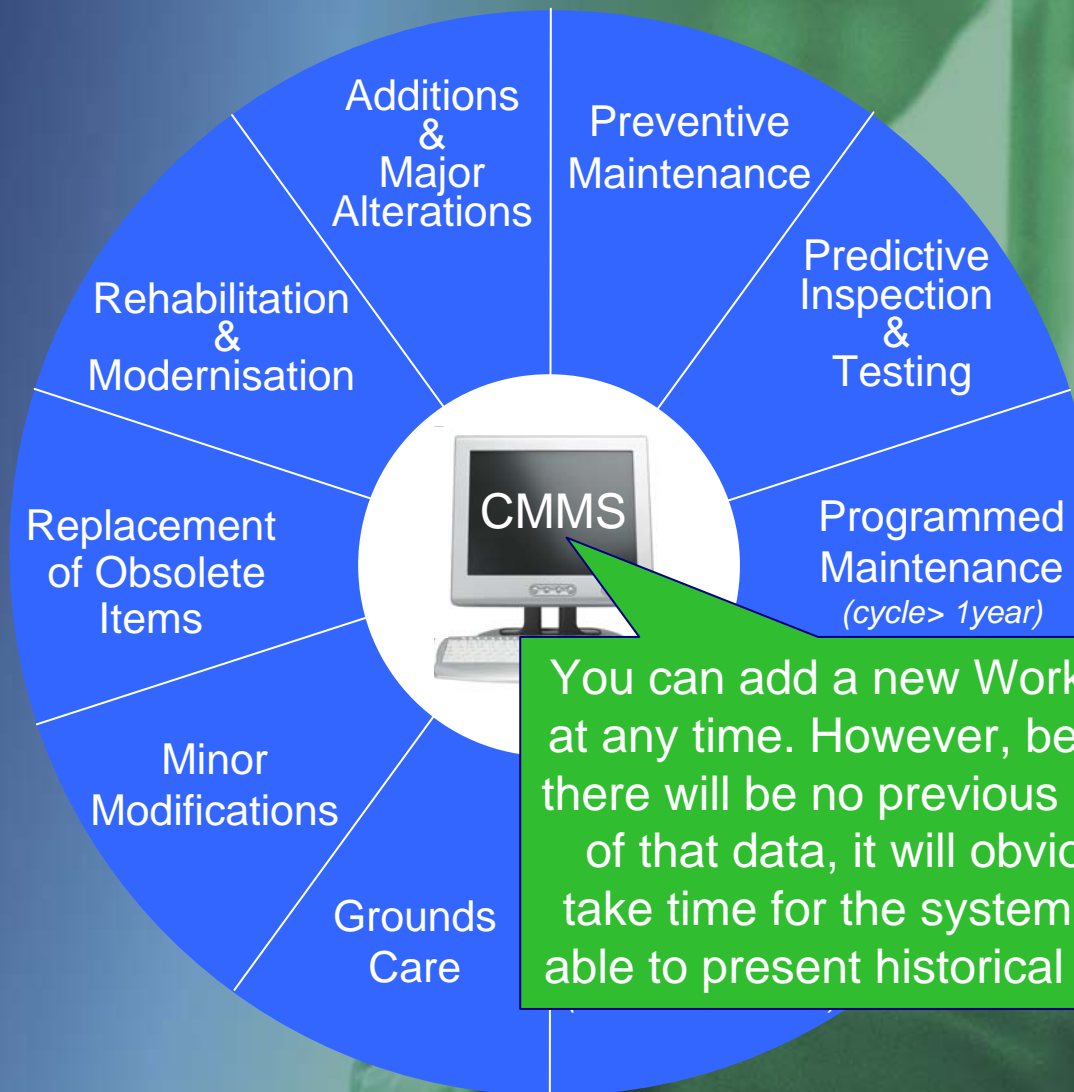 Additions
&
Major
Alterations
Preventive
Maintenance
Predictive
Inspection
&
Testing
Rehabilitation
&
Modernisation
CMMS
Replacement
of Obsolete
Items
Programmed
Maintenance
(cycle> 1year)
Minor
Modifications
Grounds
Care
You can add a new Work
at any time. However, be
there will be no previous
of that data, it will obvio
take time for the system
able to present historical